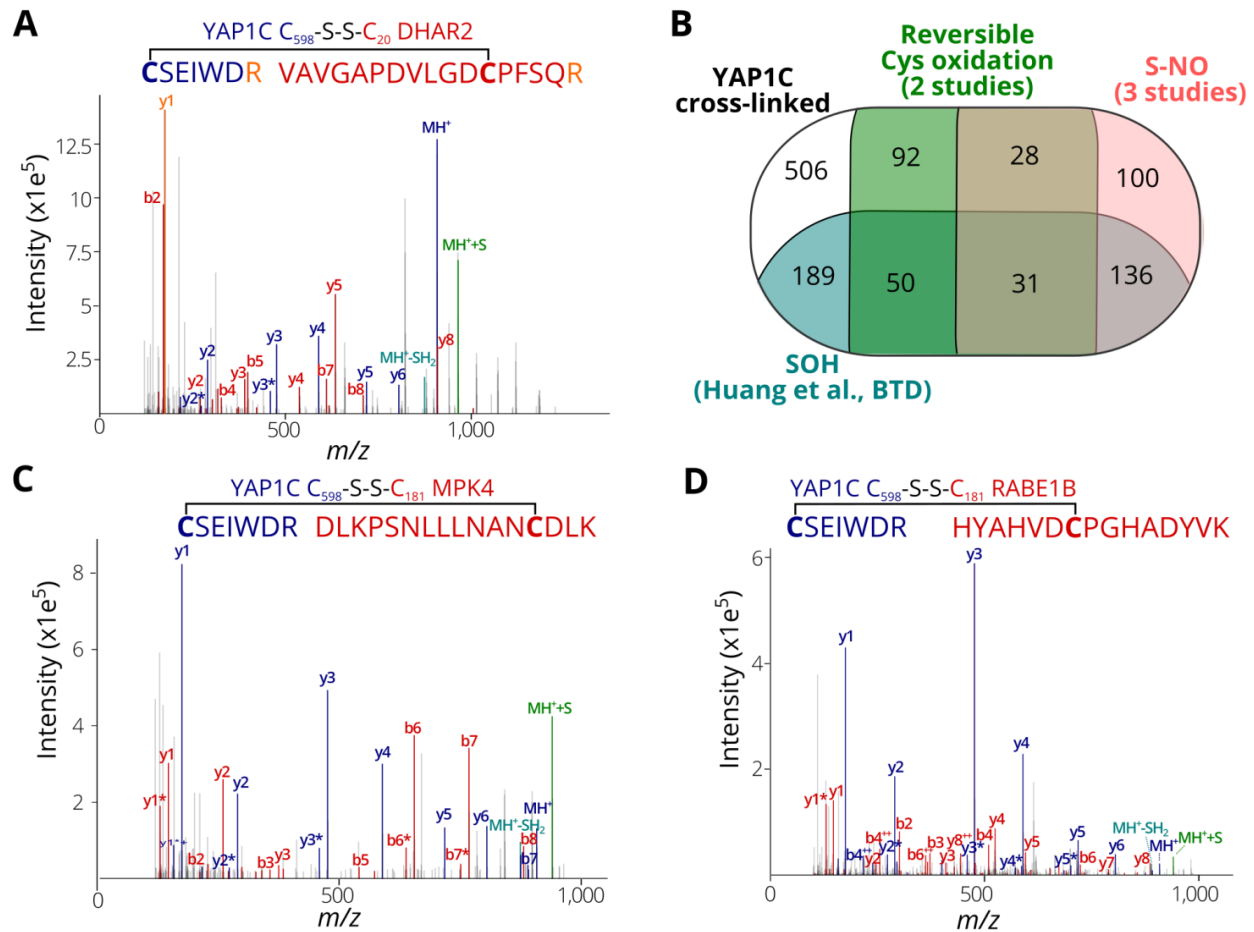 A
YAP1C C598-S-S-C20 DHAR2
CSEIWDR VAVGAPDVLGDCPFSQR
Intensity (x1e5)
12.5
10
7.5
5
2.5
0
500
1,000
m/z
y1
b2
MH+
MH++S
y5
y4
y3
y2
y2
y2*
b4
y3
b5
y3*
y4
b7
b8
y5
MH+-SH2
y6
y8
B
YAP1C
cross-linked
Reversible
Cys oxidation
(2 studies)
S-NO
(3 studies)
506
92
28
100
189
50
31
136
SOH
(Huang et al., BTD)
C
YAP1C C598-S-S-C181 MPK4
CSEIWDR DLKPSNLLLNANCDLK
Intensity (x1e5)
8
6
4
2
0
500
1,000
m/z
y1
y1
y1*
y1**
b2
y2
y2
y2*
b3
y3
y3*
y3
b5
y4
b6
b6*
b7
b7*
y5
y6
MH+-SH2
MH+
MH++S
b8
b7
D
YAP1C C598-S-S-C181 RABE1B
CSEIWDR HYAHVDCPGHADYVK
Intensity (x1e5)
6
4
2
0
500
1,000
m/z
y3
y1
y1*
y1
y2
b4++
b4++
y2
y2*
b2
b6++
b3
y3
y8++
y3*
b4
y4
y4
y4*
y5
b6
y5*
y5
y7
y6
y8
MH+-SH2
MH+
MH++S